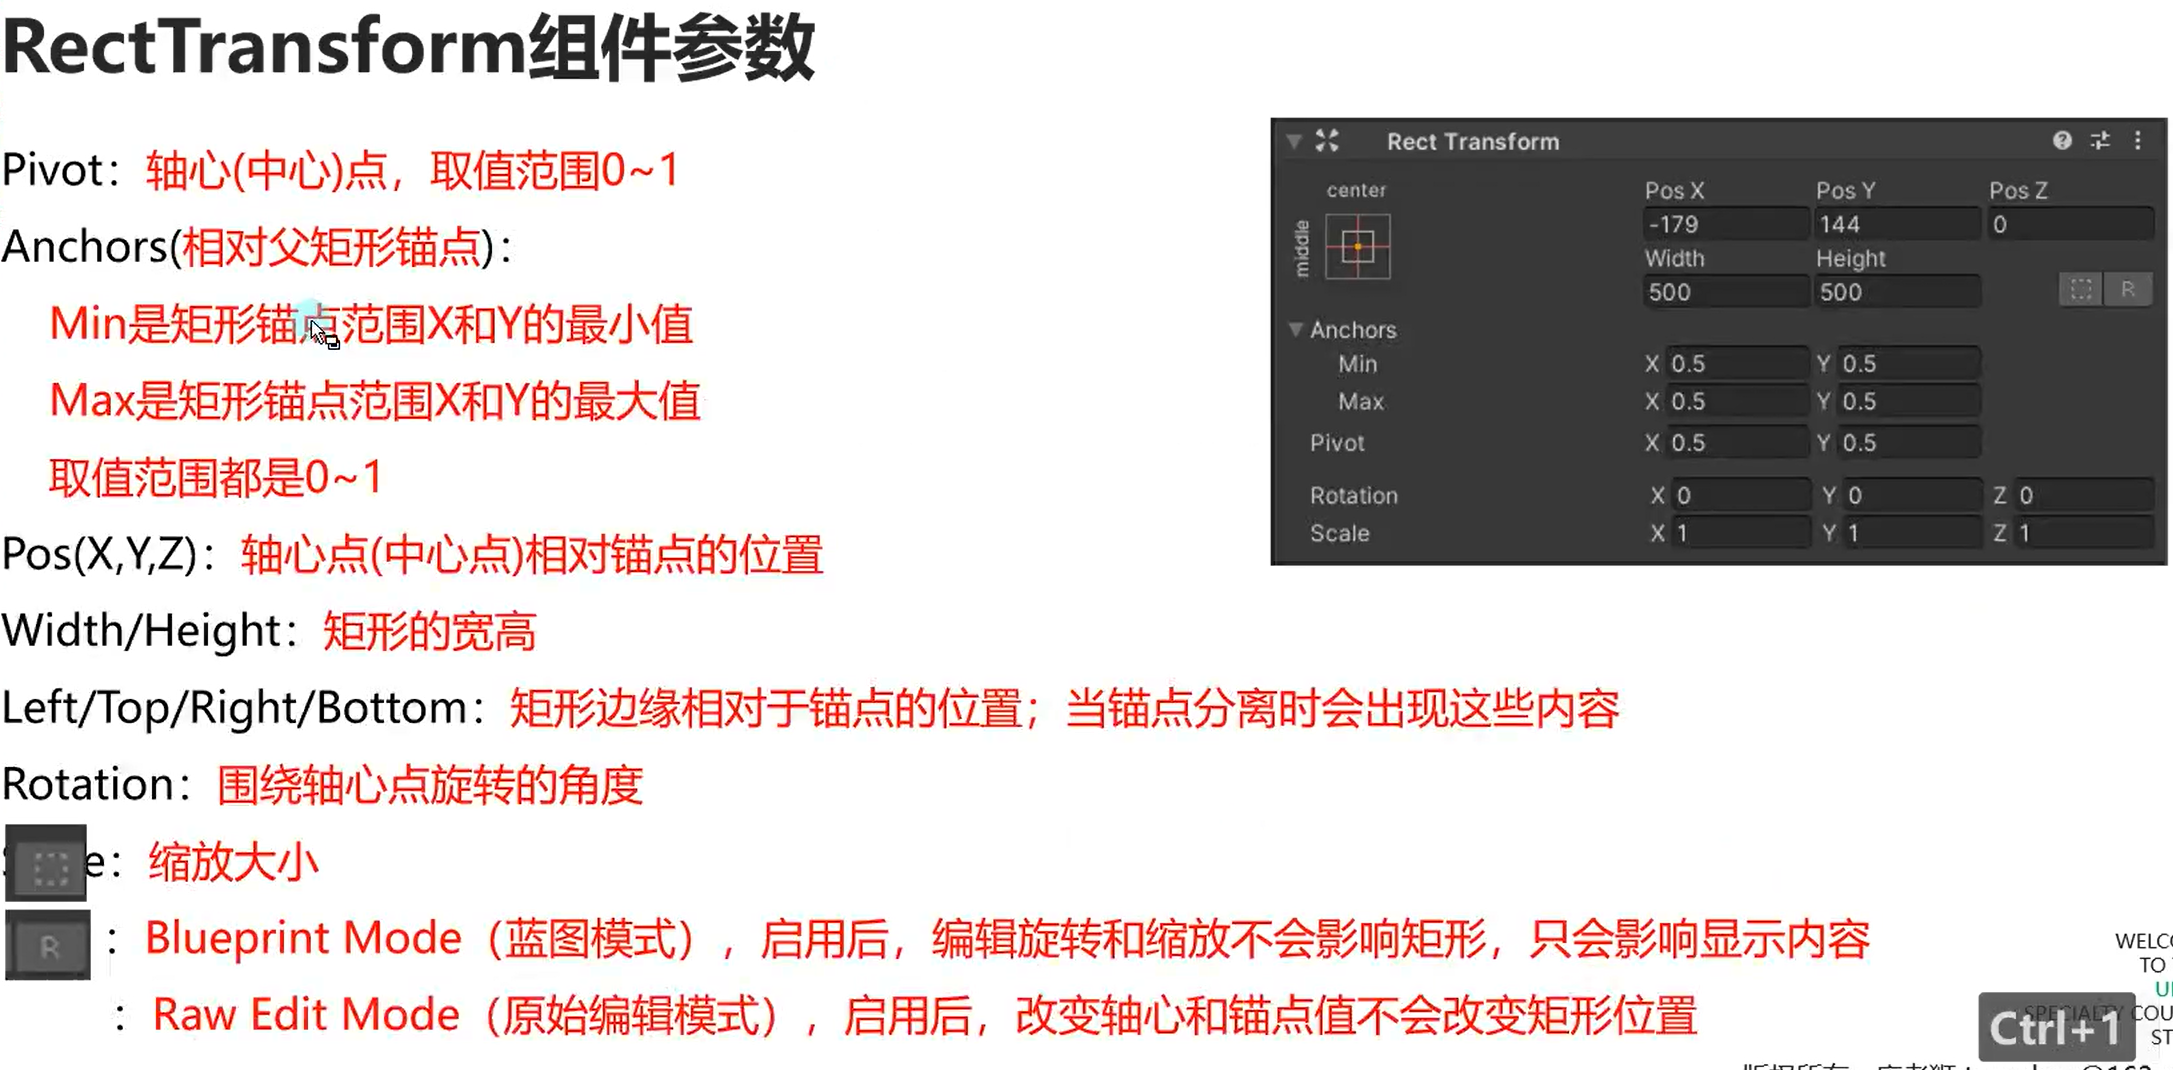 RectTransform组件参数
Pivot：轴心(中心)点，取值范围0~1
Anchors(相对父矩形锚点)：
Min是矩形锚点范围X和Y的最小值
Max是矩形锚点范围X和Y的最大值
取值范围都是0~1
Pos(X,Y,Z)：轴心点(中心点)相对锚点的位置
Width/Height：矩形的宽高
Left/Top/Right/Bottom：矩形边缘相对于锚点的位置；当锚点分离时会出现这些内容
Rotation：围绕轴心点旋转的角度
e：缩放大小
R
：Blueprint Mode（蓝图模式），启用后，编辑旋转和缩放不会影响矩形，只会影响显示内容
：Raw Edit Mode（原始编辑模式），启用后，改变轴心和锚点值不会改变矩形位置
Rect Transform
center
middle
Pos X Pos Y Pos Z
-179 144 0
Width Height
500 500
R
Anchors
Min X 0.5 Y 0.5
Max X 0.5 Y 0.5
Pivot X 0.5 Y 0.5
Rotation X 0 Y 0 Z 0
Scale X 1 Y 1 Z 1
TO
SPECIALTY COU
ST
Ctrl+1